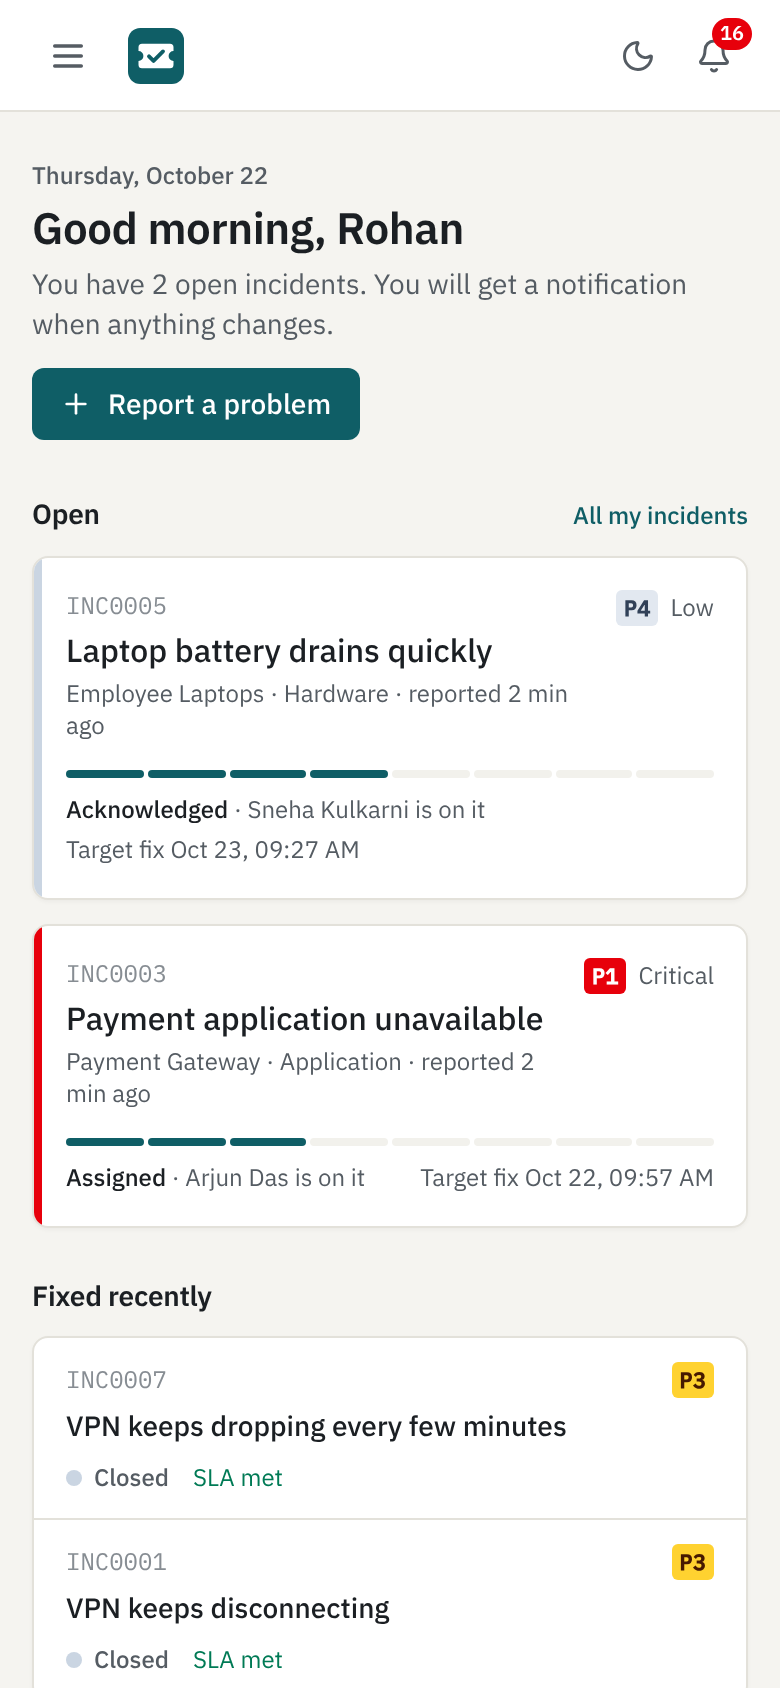 16
Thursday, October 22
Good morning, Rohan
You have 2 open incidents. You will get a notification
when anything changes.
Report a problem
Open
All my incidents
INC0005
P4 Low
Laptop battery drains quickly
Employee Laptops · Hardware · reported 2 min
ago
Acknowledged · Sneha Kulkarni is on it
Target fix Oct 23, 09:27 AM
INC0003
P1 Critical
Payment application unavailable
Payment Gateway · Application · reported 2
min ago
Assigned · Arjun Das is on it
Target fix Oct 22, 09:57 AM
Fixed recently
INC0007
P3
VPN keeps dropping every few minutes
Closed SLA met
INC0001
P3
VPN keeps disconnecting
Closed SLA met